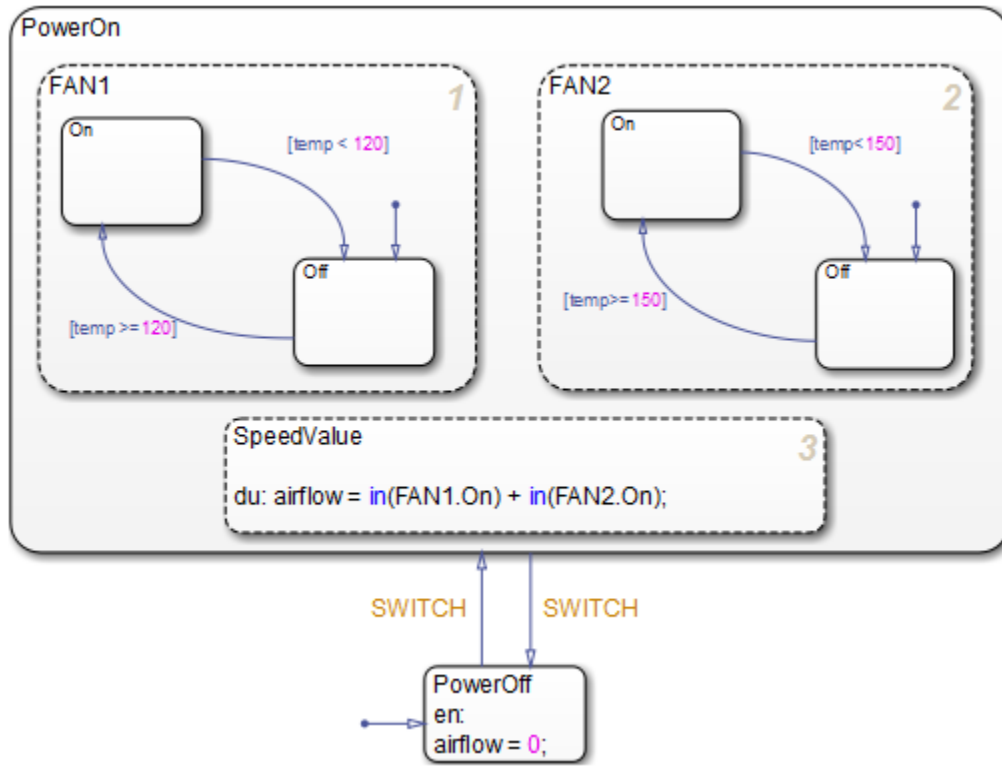 PowerOn
FAN1
1
On
[temp < 120]
Off
[temp >=120]
FAN2
2
On
[temp<150]
Off
[temp>=150]
SpeedValue
3
du: airflow = in(FAN1.On) + in(FAN2.On);
SWITCH
SWITCH
PowerOff
en:
airflow = 0;